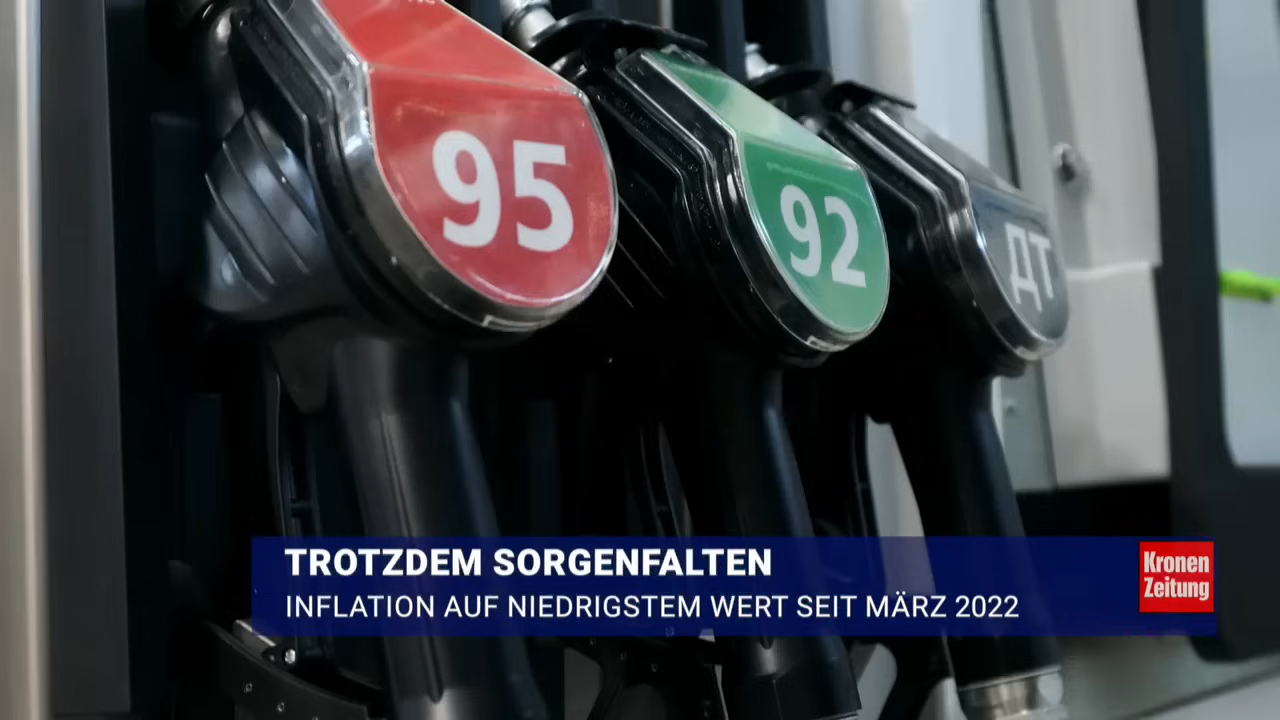 95
92
ДТ
TROTZDEM SORGENFALTEN
INFLATION AUF NIEDRIGSTEM WERT SEIT MÄRZ 2022
Kronen
Zeitung